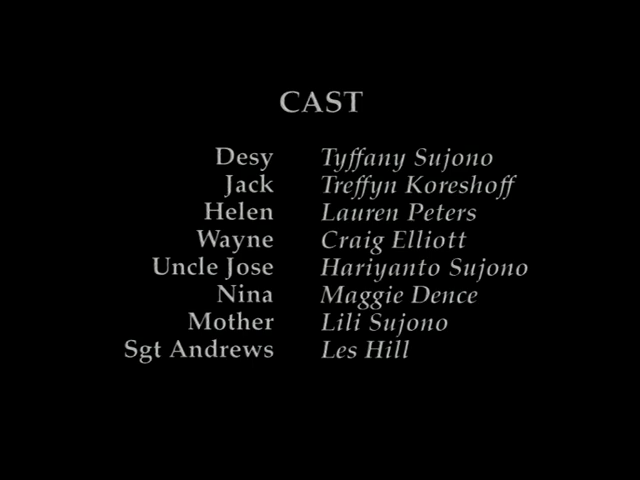 CAST
Desy Tyffany Sujono
Jack Treffyn Koreshoff
Helen Lauren Peters
Wayne Craig Elliott
Uncle Jose Hariyanto Sujono
Nina Maggie Dence
Mother Lili Sujono
Sgt Andrews Les Hill